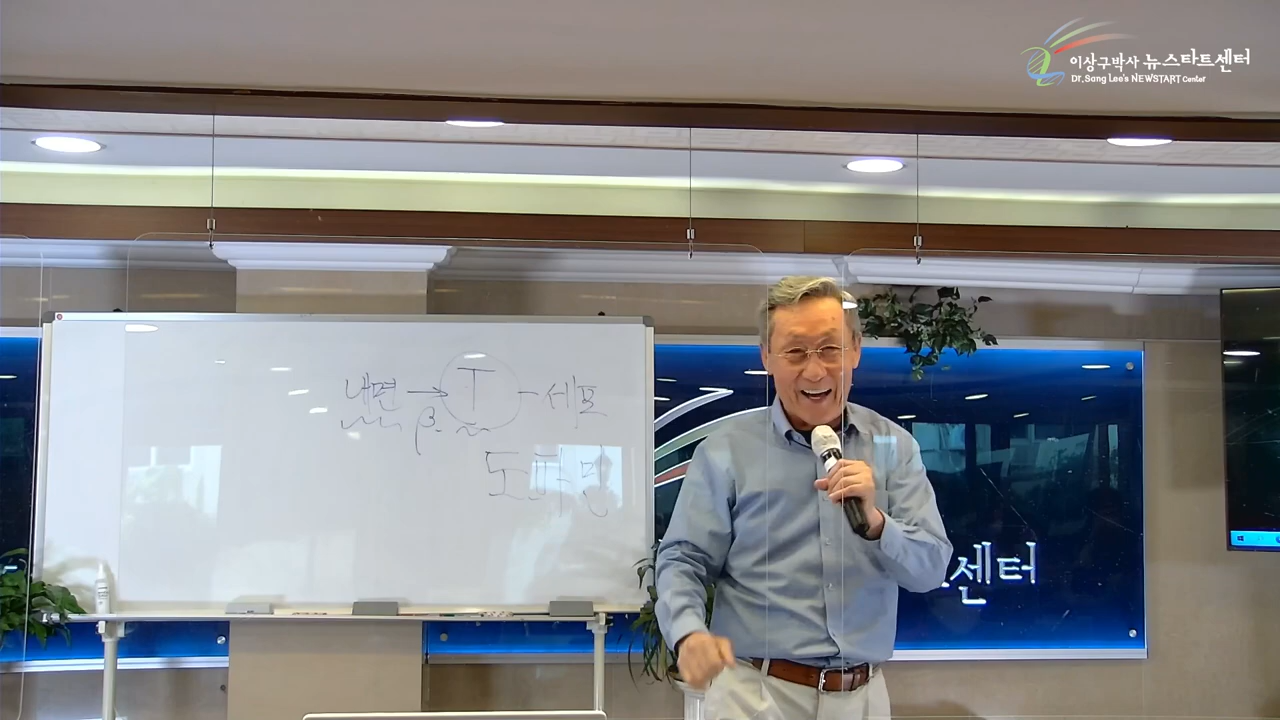 이상구박사 뉴스타트센터
Dr. Sang Lee's NEWSTART Center
내면 → T - 세포
β.
도파민
센터